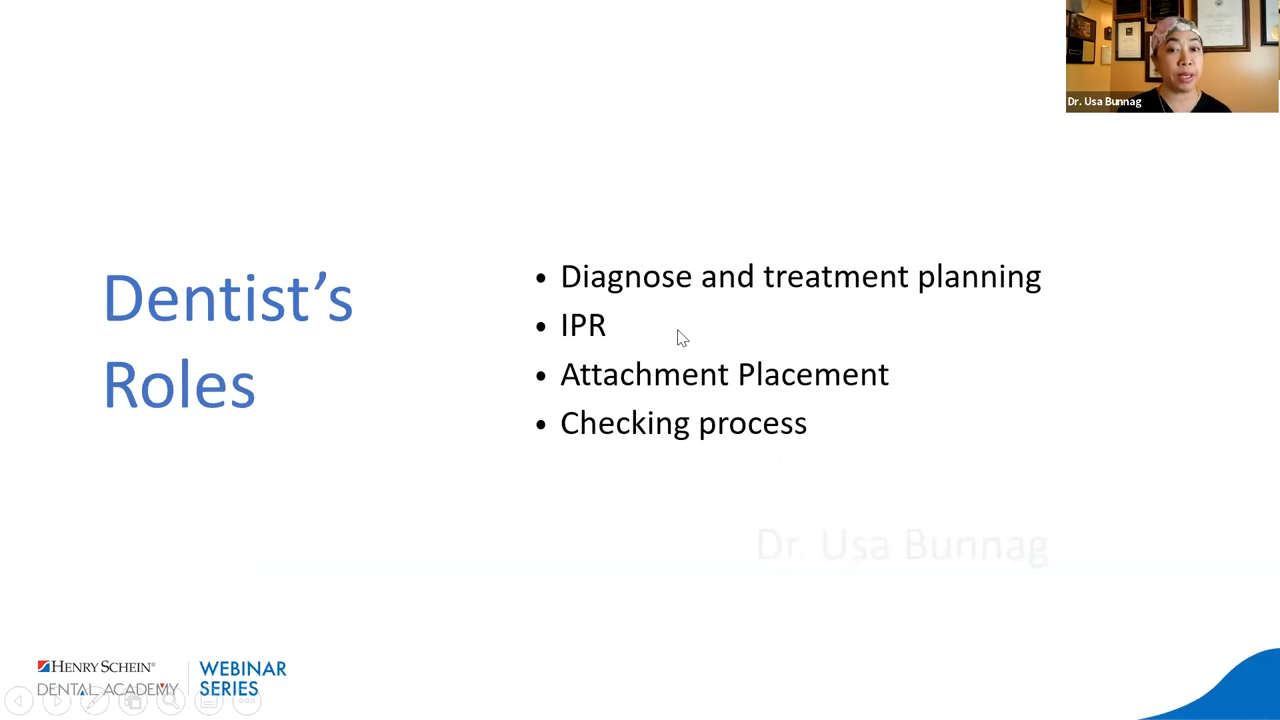 Dr. Usa Bunnag
Dentist's
Roles
• Diagnose and treatment planning
• IPR
• Attachment Placement
• Checking process
Dr. Usa Bunnag
HENRY SCHEIN®
DENTAL ACADEMY
WEBINAR
SERIES